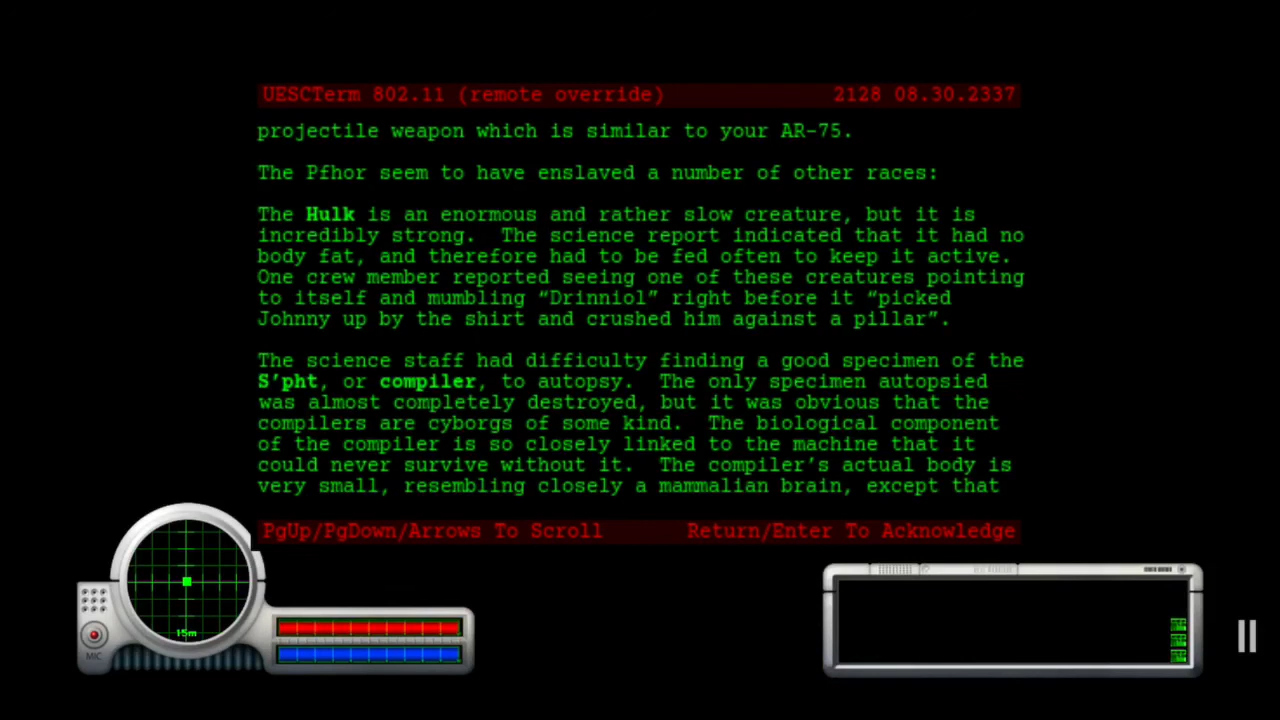 UESCTerm 802.11 (remote override) 2128 08.30.2337
projectile weapon which is similar to your AR-75.
The Pfhor seem to have enslaved a number of other races:
The Hulk is an enormous and rather slow creature, but it is
incredibly strong.  The science report indicated that it had no
body fat, and therefore had to be fed often to keep it active.
One crew member reported seeing one of these creatures pointing
to itself and mumbling “Drinniol” right before it “picked
Johnny up by the shirt and crushed him against a pillar”.
The science staff had difficulty finding a good specimen of the
S’pht, or compiler, to autopsy.  The only specimen autopsied
was almost completely destroyed, but it was obvious that the
compilers are cyborgs of some kind.  The biological component
of the compiler is so closely linked to the machine that it
could never survive without it.  The compiler’s actual body is
very small, resembling closely a mammalian brain, except that
PgUp/PgDown/Arrows To Scroll Return/Enter To Acknowledge
15m
MIC